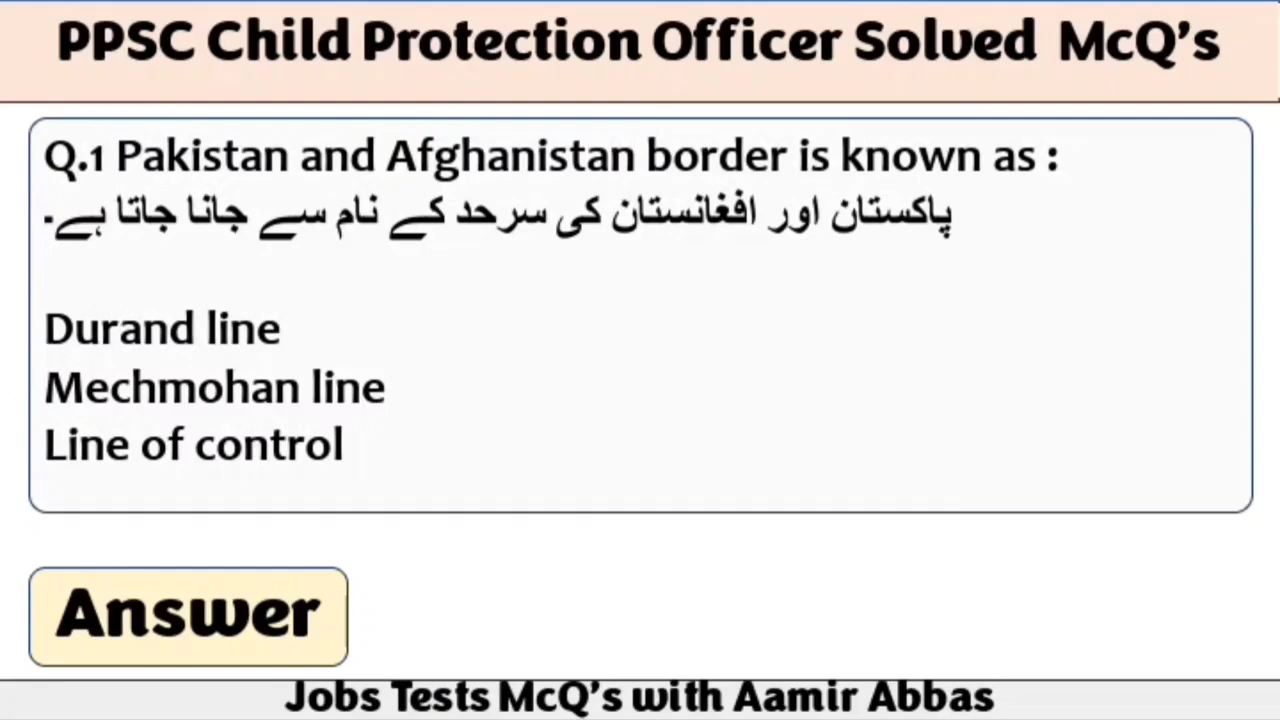 PPSC Child Protection Officer Solved McQ's
Q.1 Pakistan and Afghanistan border is known as :
پاکستان اور افغانستان کی سرحد کے نام سے جانا جاتا ہے۔
Durand line
Mechmohan line
Line of control
Answer
Jobs Tests McQ's with Aamir Abbas